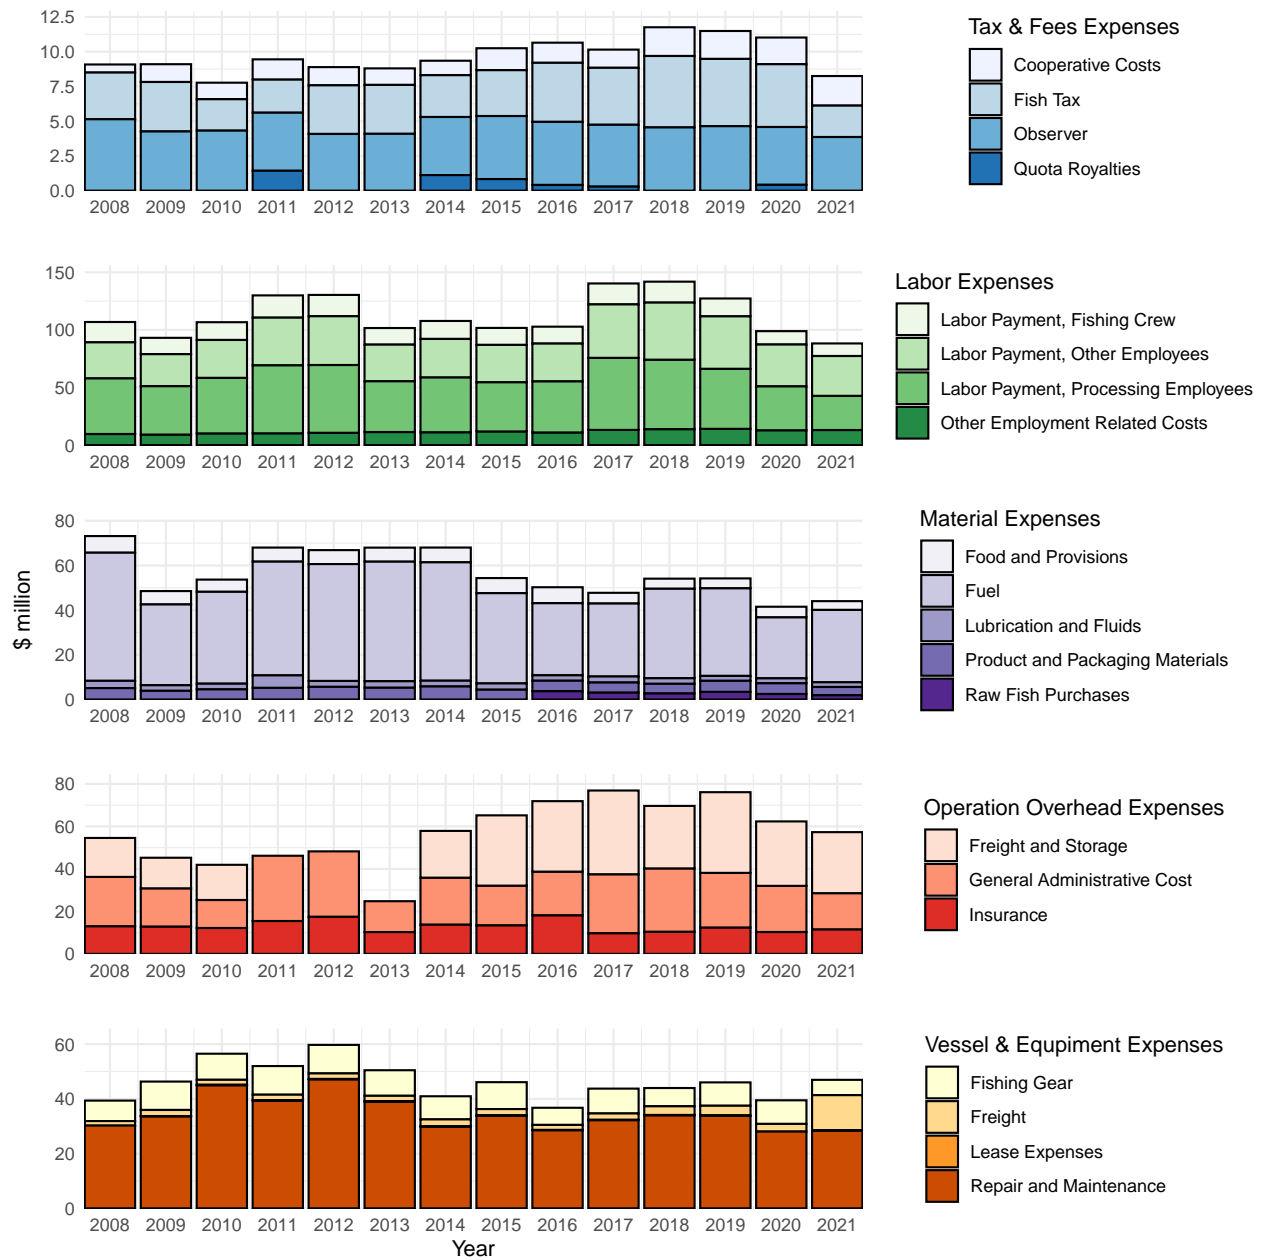 12.5
10.0
7.5
5.0
2.5
0.0
2008 2009 2010 2011 2012 2013 2014 2015 2016 2017 2018 2019 2020 2021
Tax & Fees Expenses
Cooperative Costs
Fish Tax
Observer
Quota Royalties
150
100
50
0
2008 2009 2010 2011 2012 2013 2014 2015 2016 2017 2018 2019 2020 2021
Labor Expenses
Labor Payment, Fishing Crew
Labor Payment, Other Employees
Labor Payment, Processing Employees
Other Employment Related Costs
$ million
80
60
40
20
0
2008 2009 2010 2011 2012 2013 2014 2015 2016 2017 2018 2019 2020 2021
Material Expenses
Food and Provisions
Fuel
Lubrication and Fluids
Product and Packaging Materials
Raw Fish Purchases
80
60
40
20
0
2008 2009 2010 2011 2012 2013 2014 2015 2016 2017 2018 2019 2020 2021
Operation Overhead Expenses
Freight and Storage
General Administrative Cost
Insurance
60
40
20
0
2008 2009 2010 2011 2012 2013 2014 2015 2016 2017 2018 2019 2020 2021
Year
Vessel & Equpiment Expenses
Fishing Gear
Freight
Lease Expenses
Repair and Maintenance